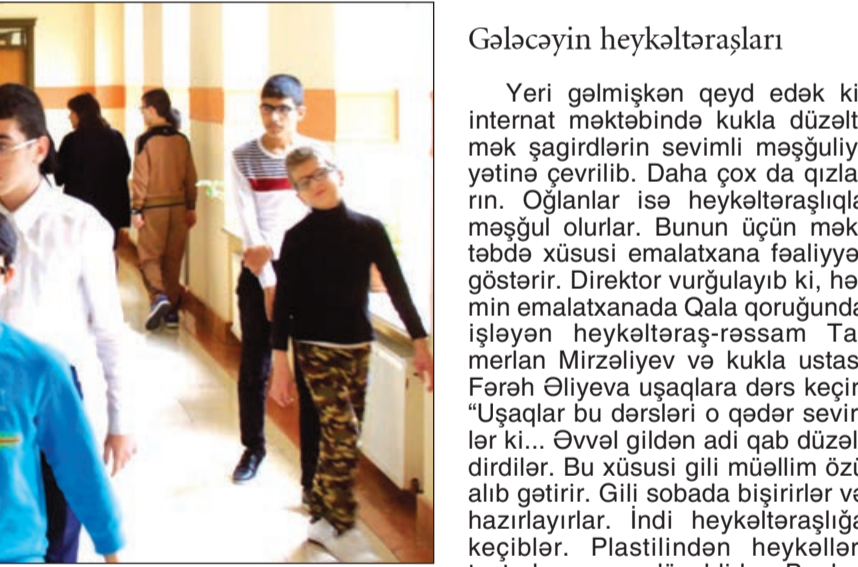 Gələcəyin heykəltəraşları
Yeri gəlmişkən qeyd edək ki
internat məktəbində kukla düzəlt
mək şagirdlərin sevimli məşğuliy
yətinə çevrilib. Daha çox da qızla
rın. Oğlanlar isə heykəltəraşlıqla
məşğul olurlar. Bunun üçün mək
təbdə xüsusi emalatxana fəaliyyə
göstərir. Direktor vurğulayıb ki, hə
min emalatxanada Qala qoruğunda
işləyən heykəltəraş-rəssam Ta
merlan Mirzəliyev və kukla ustas
Fərəh Əliyeva uşaqlara dərs keçir
“Uşaqlar bu dərsləri o qədər sevir
lər ki... Əvvəl gildən adi qab düzəl
dirdilər. Bu xüsusi gili müəllim özü
alıb gətirir. Gili sobada bişirirlər və
hazırlayırlar. İndi heykəltəraşlığa
keçiblər. Plastilindən heykəllər